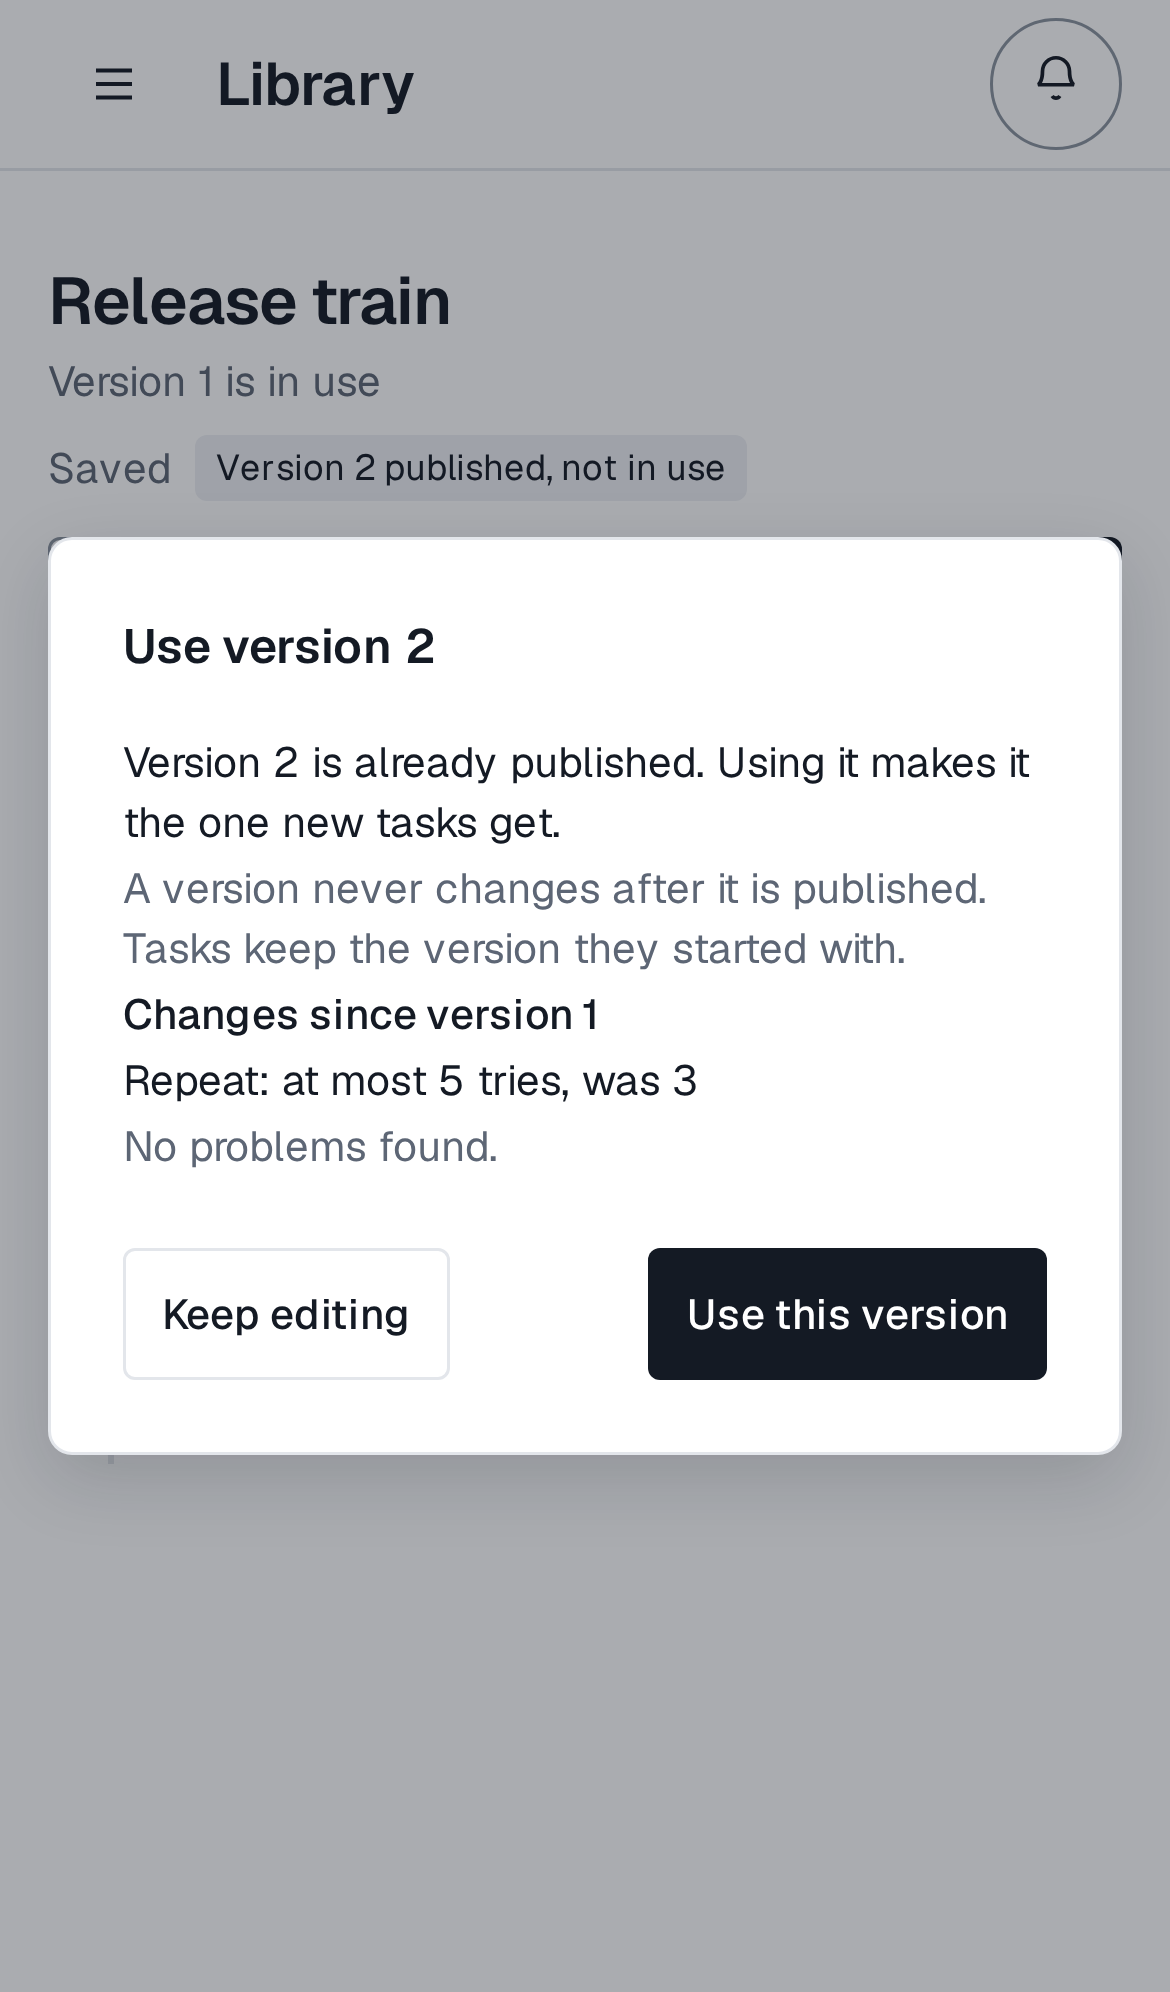 Library
Release train
Version 1 is in use
Saved
Version 2 published, not in use
Use version 2
Version 2 is already published. Using it makes it
the one new tasks get.
A version never changes after it is published.
Tasks keep the version they started with.
Changes since version 1
Repeat: at most 5 tries, was 3
No problems found.
Keep editing
Use this version